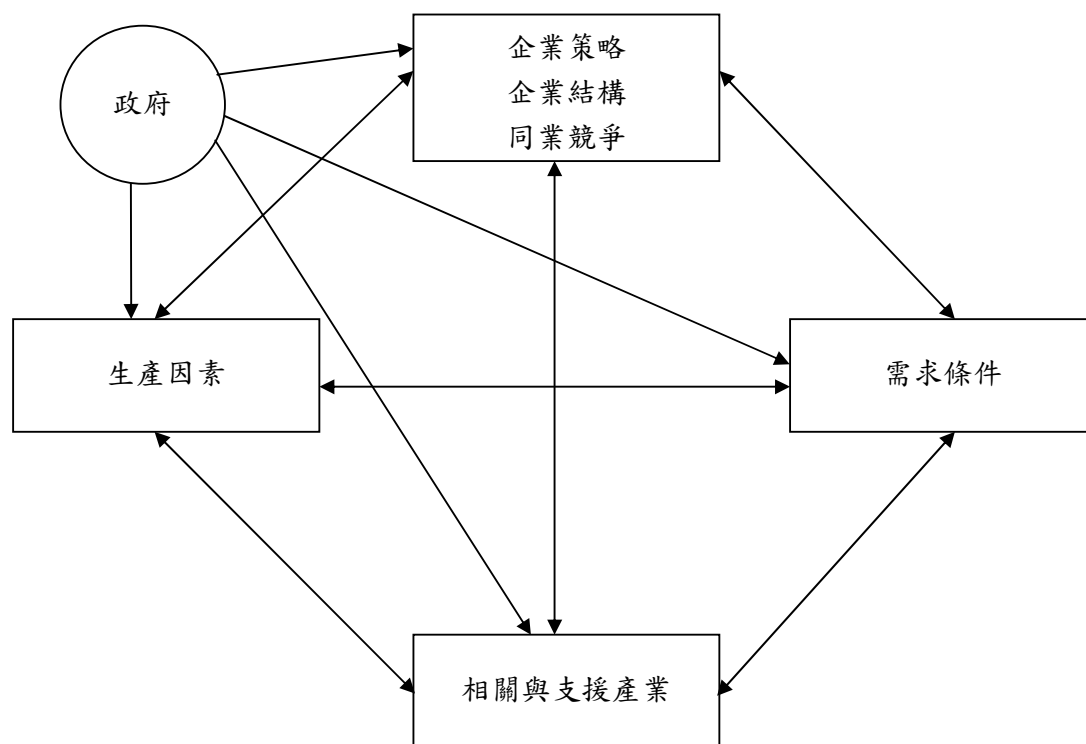 企業策略
企業結構
同業競爭
政府
生產因素
需求條件
相關與支援產業